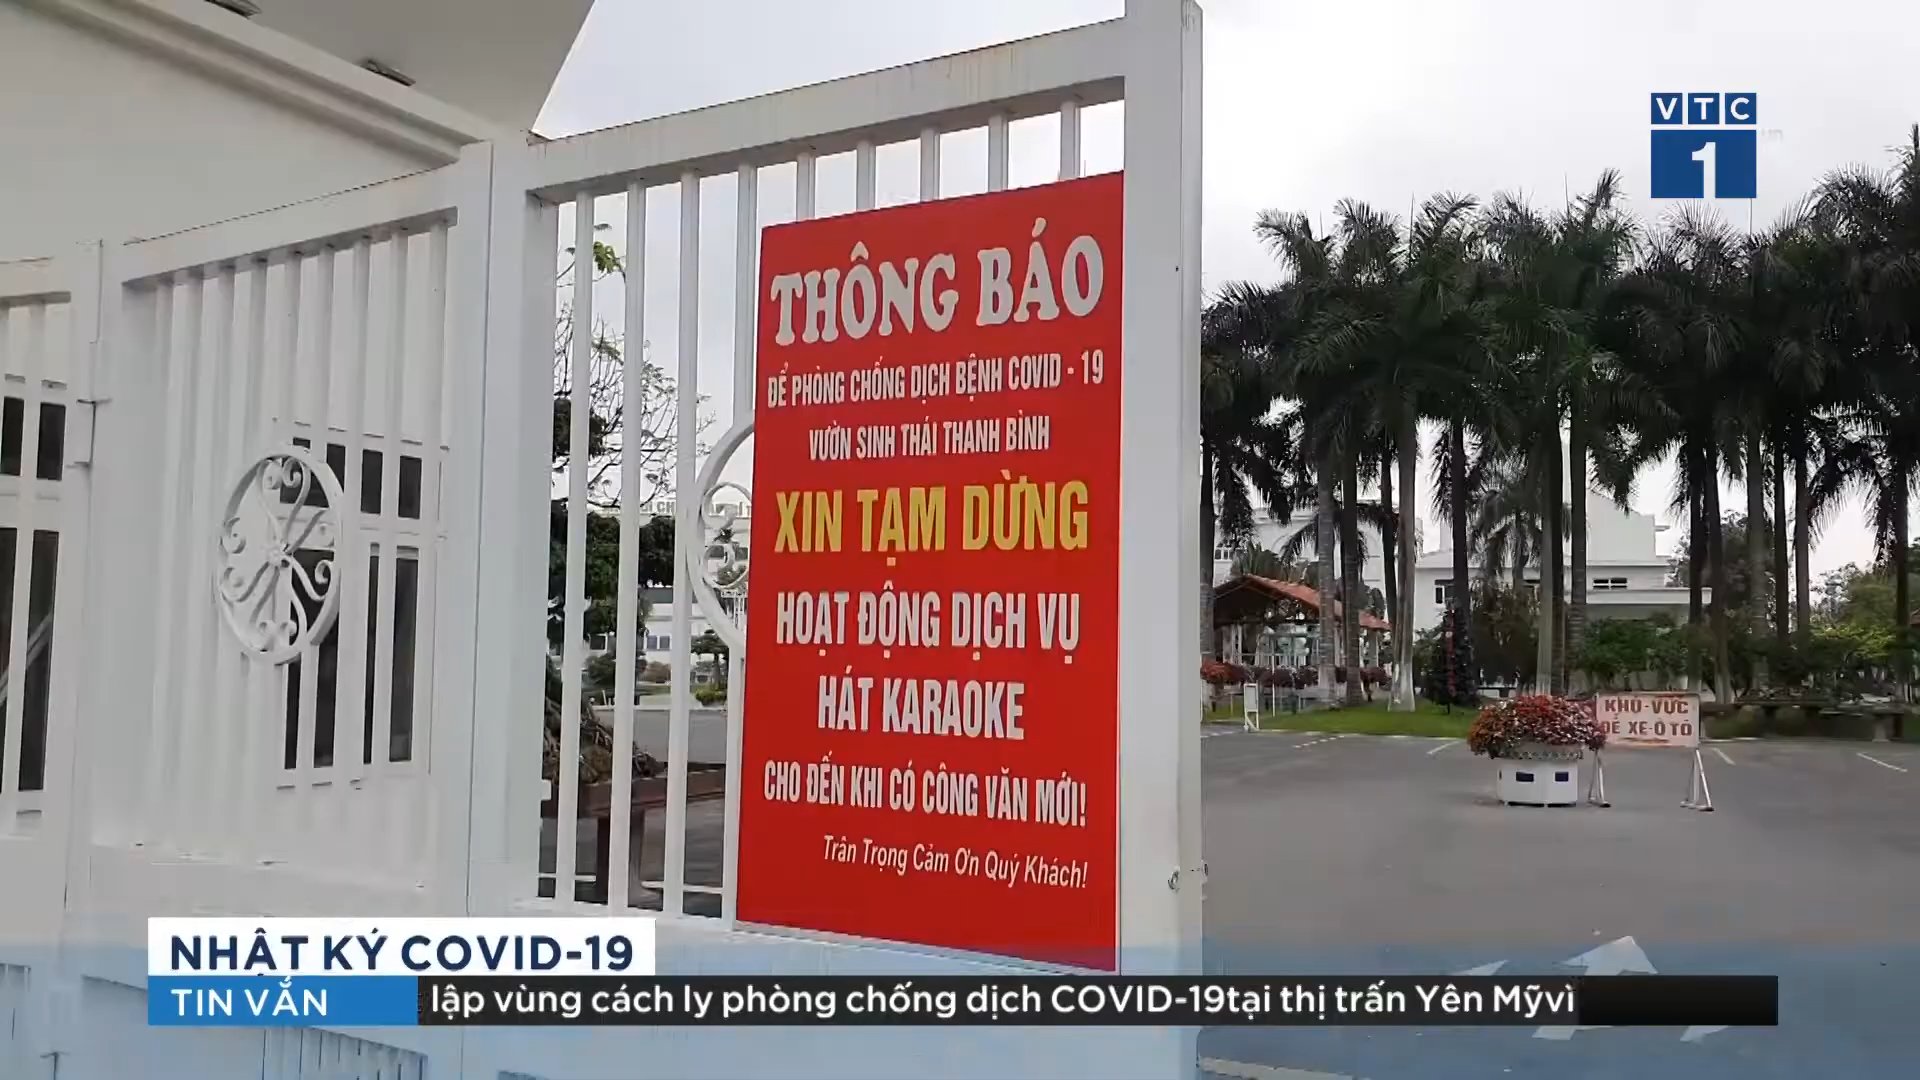 VTC
1
THÔNG BÁO
ĐỂ PHÒNG CHỐNG DỊCH BỆNH COVID - 19
VƯỜN SINH THÁI THANH BÌNH
XIN TẠM DỪNG
HOẠT ĐỘNG DỊCH VỤ
HÁT KARAOKE
CHO ĐẾN KHI CÓ CÔNG VĂN MỚI!
Trân Trọng Cảm Ơn Quý Khách!
KHU-VỰC
ĐỂ XE-Ô TÔ
NHẬT KÝ COVID-19
TIN VẮN
lập vùng cách ly phòng chống dịch COVID-19tại thị trấn Yên Mỹvì